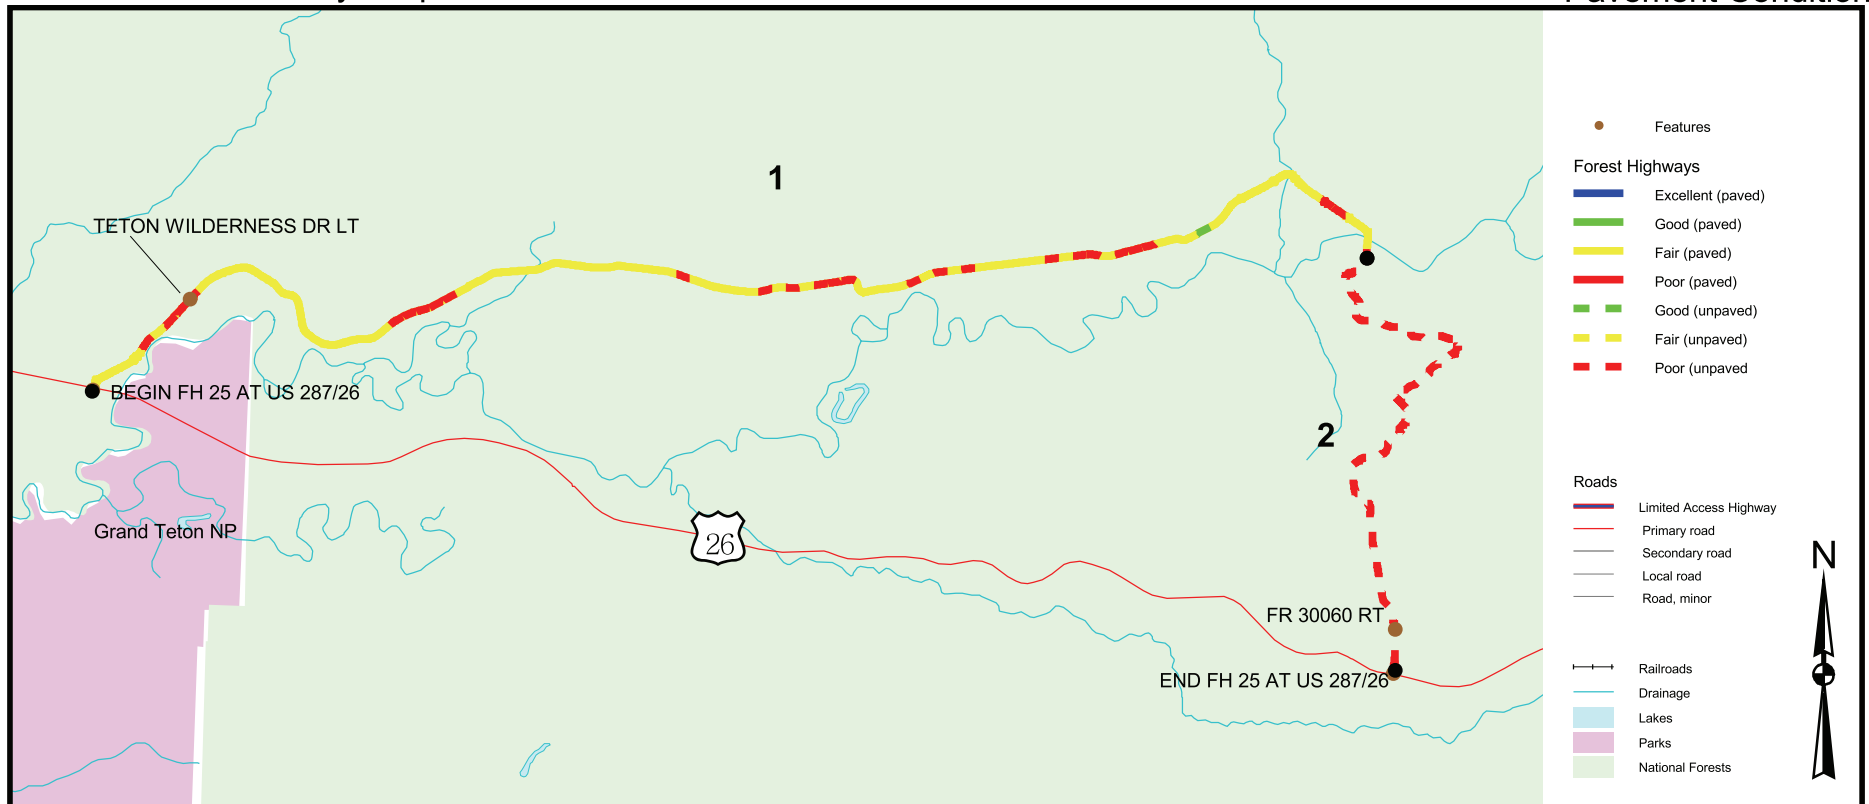 1
TETON WILDERNESS DR LT
BEGIN FH 25 AT US 287/26
2
Grand Teton NP
26
FR 30060 RT
END FH 25 AT US 287/26
Features
Forest Highways
Excellent (paved)
Good (paved)
Fair (paved)
Poor (paved)
Good (unpaved)
Fair (unpaved)
Poor (unpaved
Roads
Limited Access Highway
Primary road
Secondary road
Local road
Road, minor
N
Railroads
Drainage
Lakes
Parks
National Forests